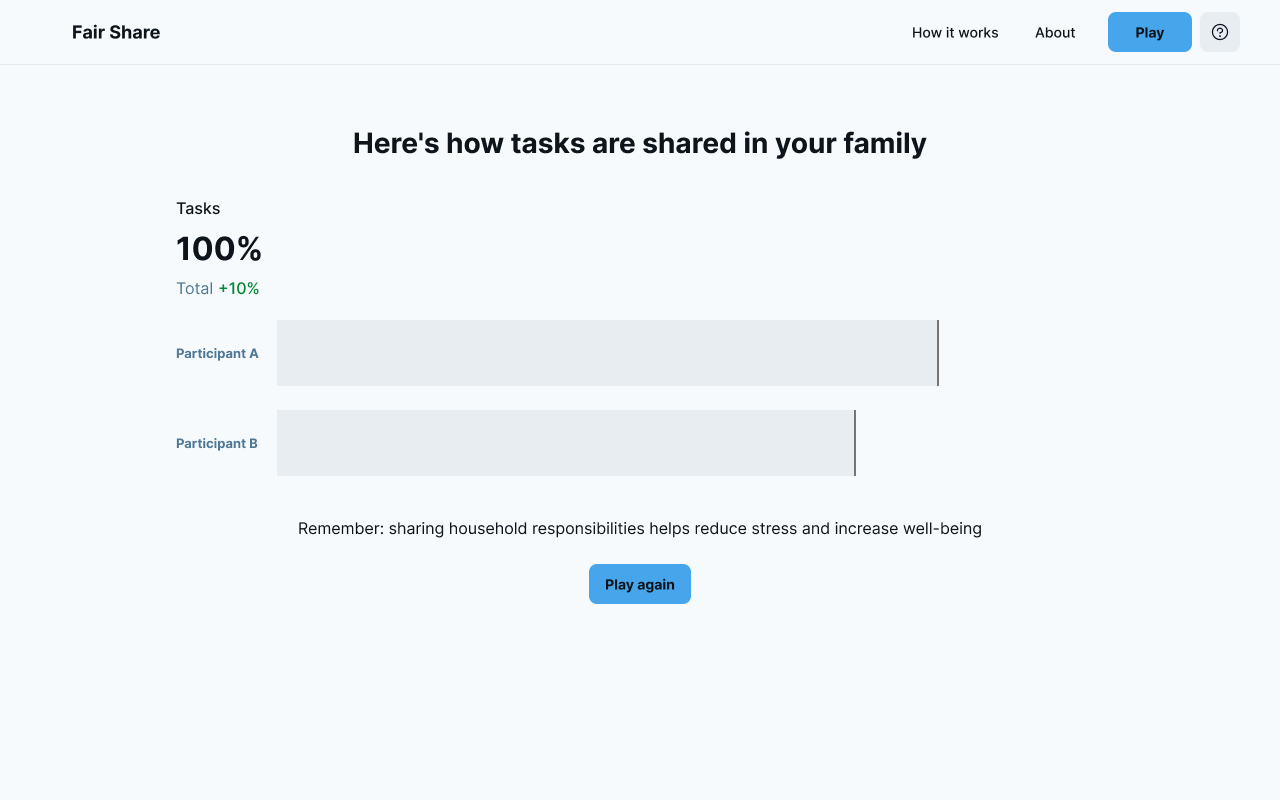 Fair Share
How it works
About
Play
Here's how tasks are shared in your family
Tasks
100%
Total +10%
Participant A
Participant B
Remember: sharing household responsibilities helps reduce stress and increase well-being
Play again